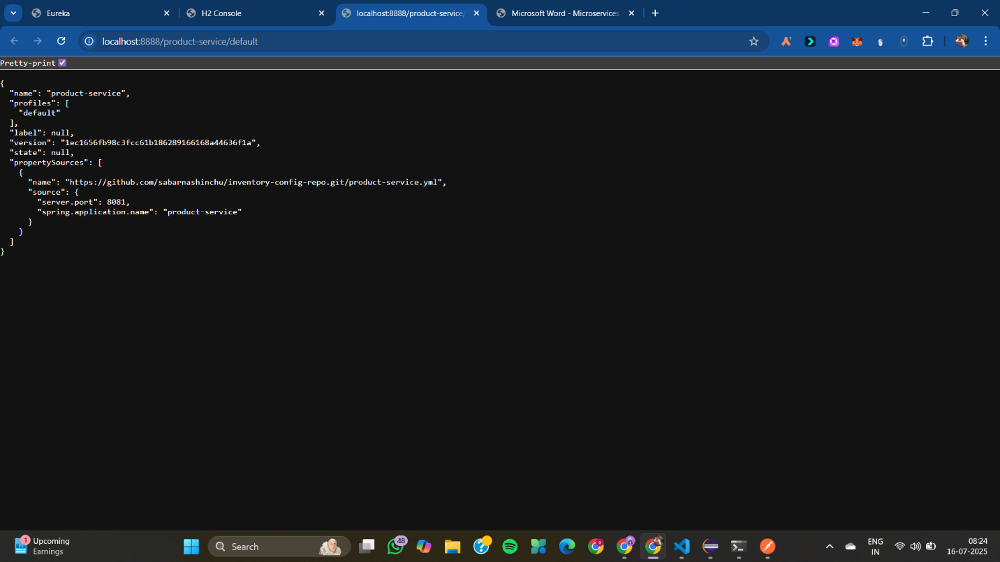 Eureka
H2 Console
localhost:8888/product-service/
Microsoft Word - Microservices
localhost:8888/product-service/default
Pretty-print
{
"name": "product-service",
"profiles": [
"default"
],
"label": null,
"version": "1ec1656fb98c3fcc61b186289166168a44636f1a",
"state": null,
"propertySources": [
{
"name": "https://github.com/sabarnashinchu/inventory-config-repo.git/product-service.yml",
"source": {
"server.port": 8081,
"spring.application.name": "product-service"
}
}
]
}
1
Upcoming
Earnings
Search
48
ENG
IN
08:24
16-07-2025